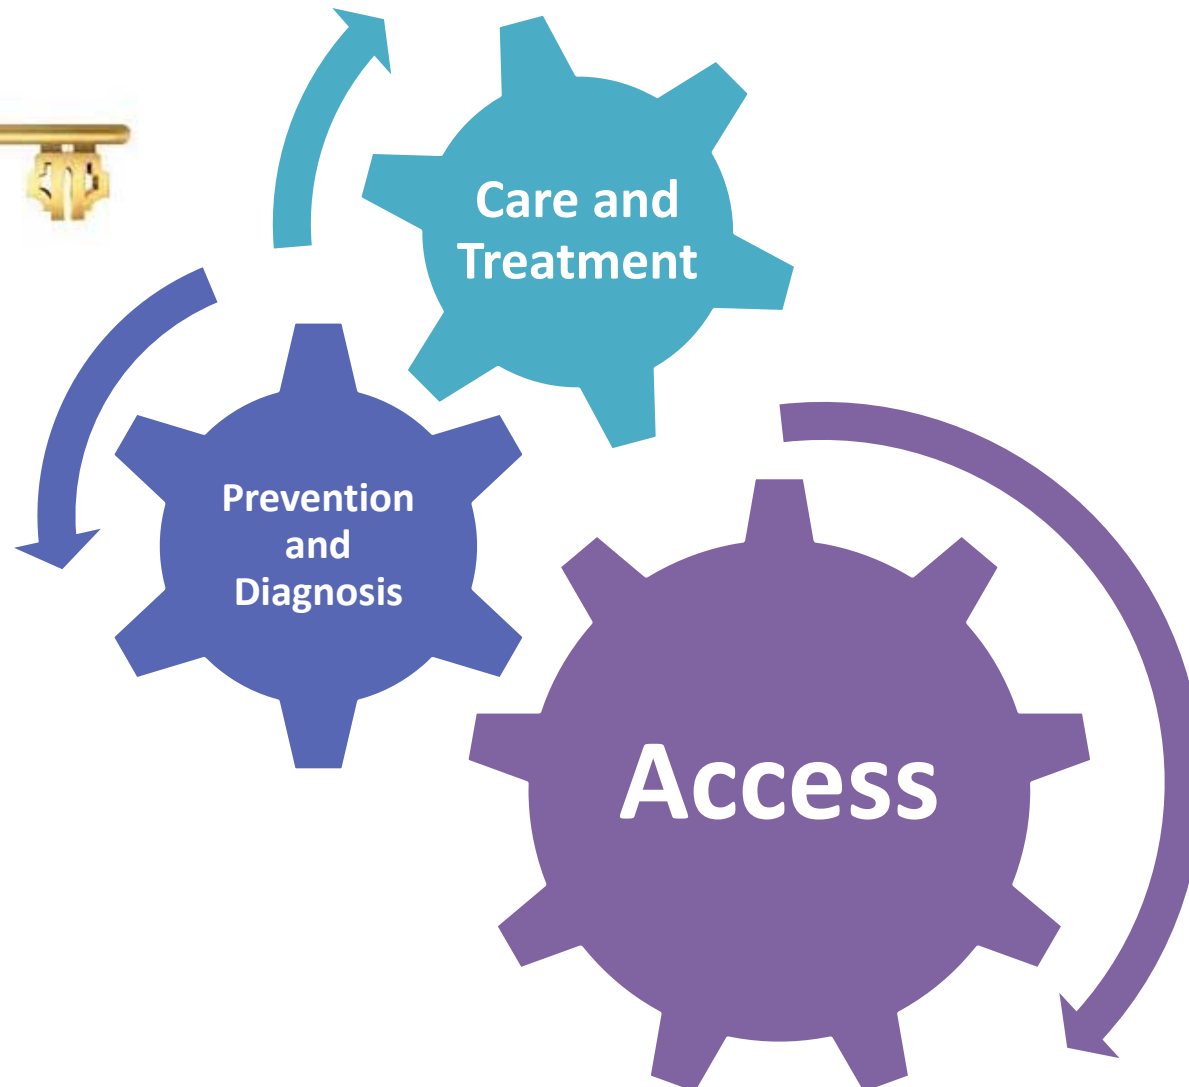 Care and
Treatment
Prevention
and
Diagnosis
Access